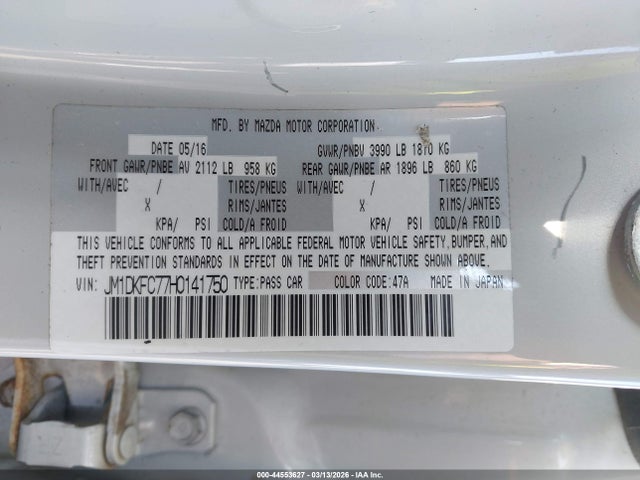 MFD. BY MAZDA MOTOR CORPORATION
DATE 05/16 GVWR/PNBV 3990 LB 1810 KG
FRONT GAWR/PNBE AV 2112 LB 958 KG REAR GAWR/PNBE AR 1896 LB 860 KG
WITH/AVEC / TIRES/PNEUS WITH/AVEC / TIRES/PNEUS
X RIMS/JANTES X RIMS/JANTES
KPA/ PSI COLD/A FROID KPA/ PSI COLD/A FROID
THIS VEHICLE CONFORMS TO ALL APPLICABLE FEDERAL MOTOR VEHICLE SAFETY,BUMPER,AND
THEFT PREVENTION STANDARDS IN EFFECT ON THE DATE OF MANUFACTURE SHOWN ABOVE.
VIN: JM1DKFC77H0141750 TYPE:PASS CAR COLOR CODE:47A MADE IN JAPAN
000-44553627 - 03/13/2026 - IAA Inc.